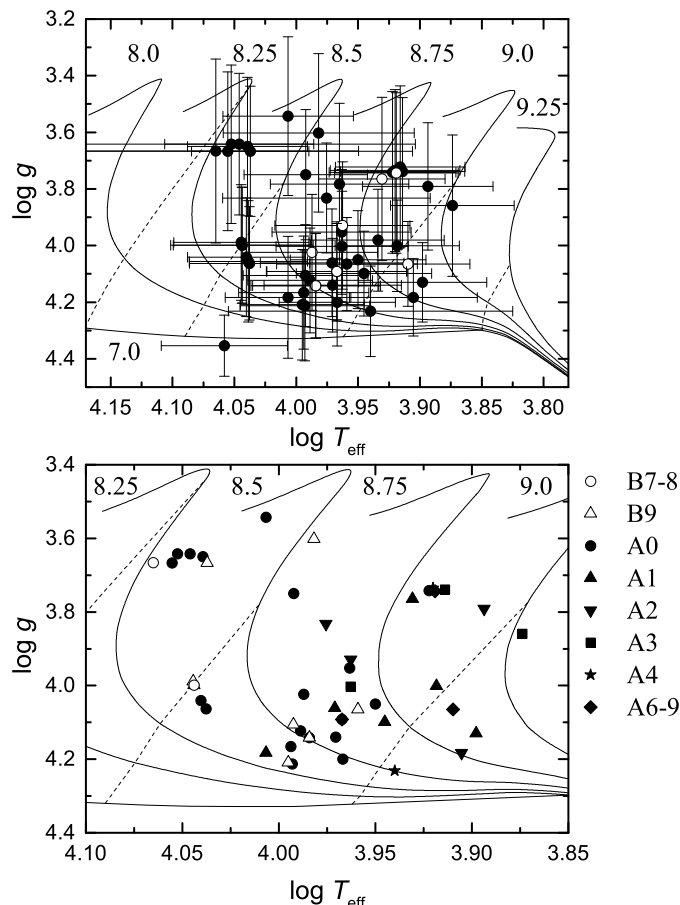 3.2
8.0 8.25 8.5 8.75 9.0
3.4
9.25
3.6
3.8
log g
4.0
4.2
7.0
4.4
4.15 4.10 4.05 4.00 3.95 3.90 3.85 3.80
log Teff
3.4
8.25 8.5 8.75 9.0
3.6
3.8
log g
4.0
4.2
4.4
4.10 4.05 4.00 3.95 3.90 3.85
log Teff
B7-8
B9
A0
A1
A2
A3
A4
A6-9